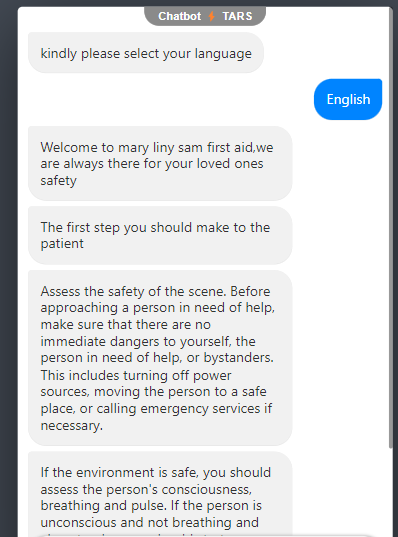 Chatbot ⚡ TARS
kindly please select your language
English
Welcome to mary liny sam first aid,we
are always there for your loved ones
safety
The first step you should make to the
patient
Assess the safety of the scene. Before
approaching a person in need of help,
make sure that there are no
immediate dangers to yourself, the
person in need of help, or bystanders.
This includes turning off power
sources, moving the person to a safe
place, or calling emergency services if
necessary.
If the environment is safe, you should
assess the person's consciousness,
breathing and pulse. If the person is
unconscious and not breathing and